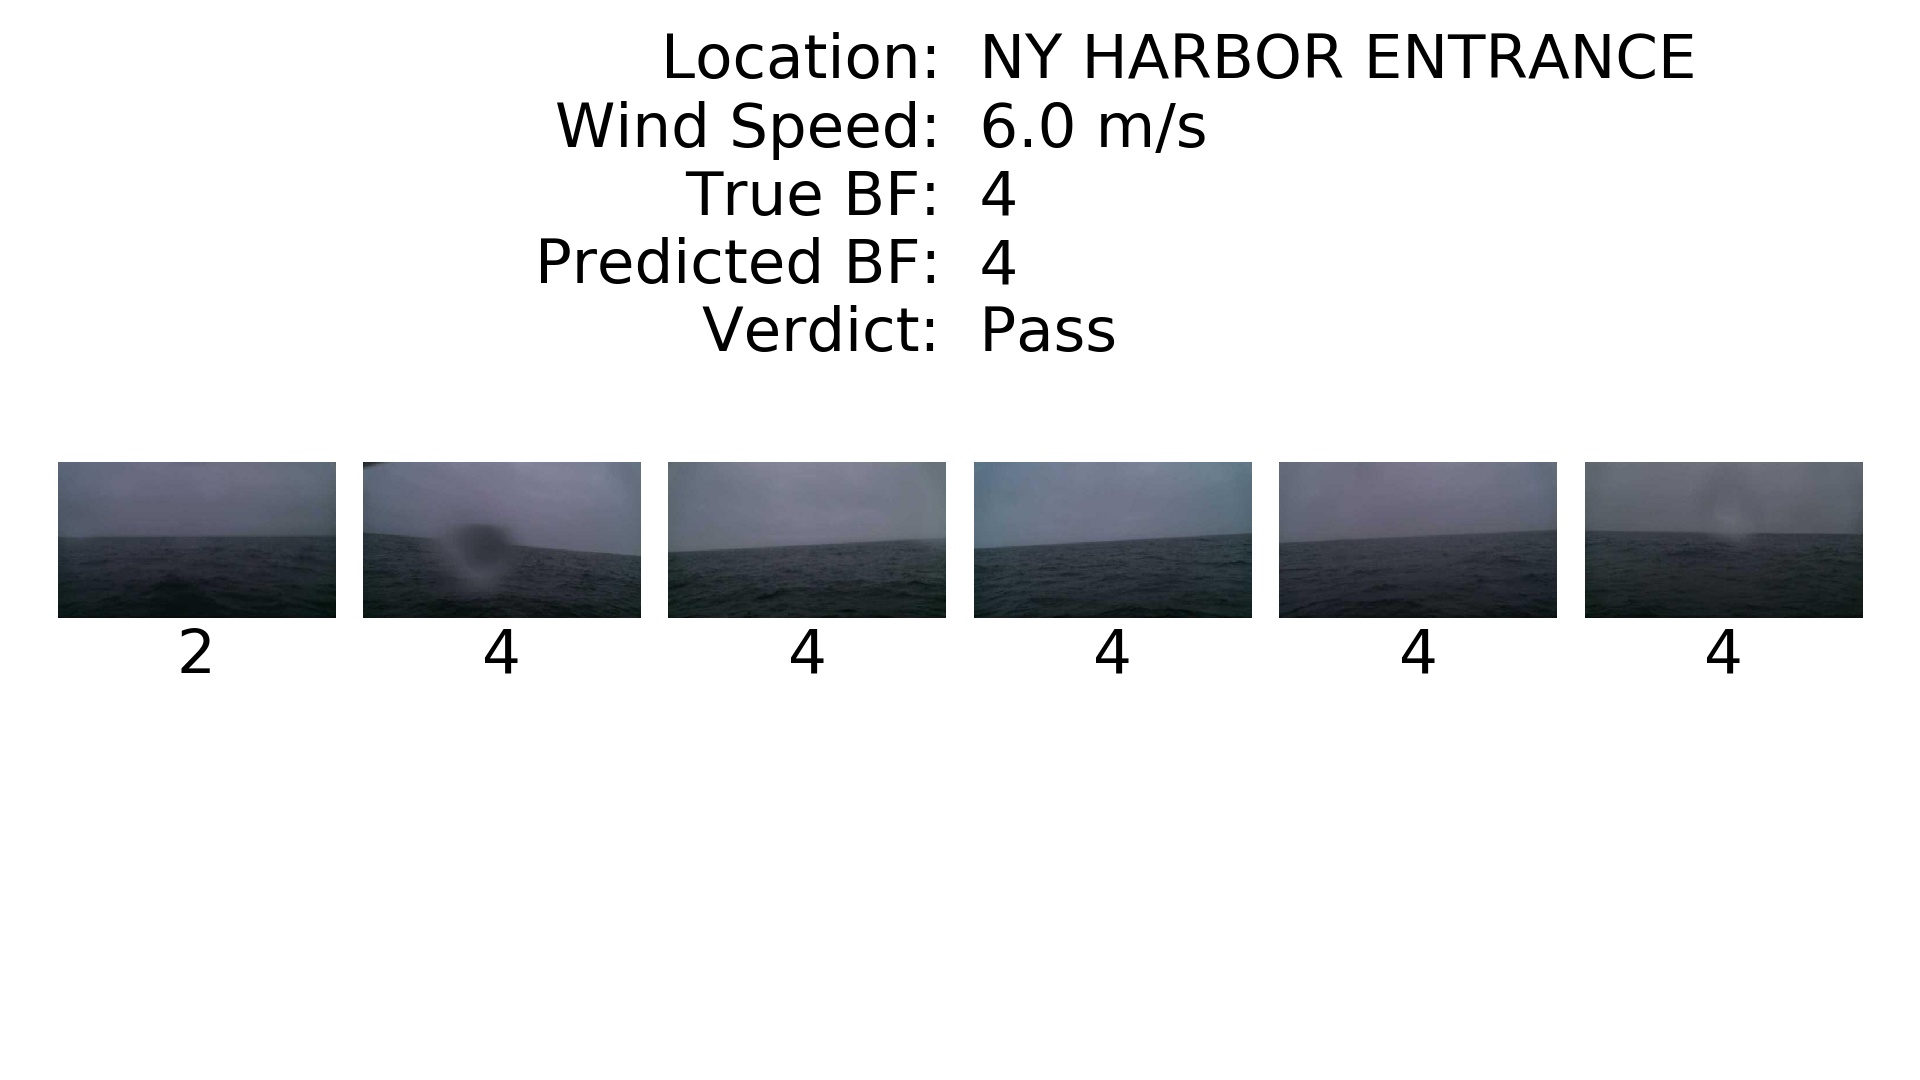 Location: NY HARBOR ENTRANCE
Wind Speed: 6.0 m/s
True BF: 4
Predicted BF: 4
Verdict: Pass
2 4 4 4 4 4